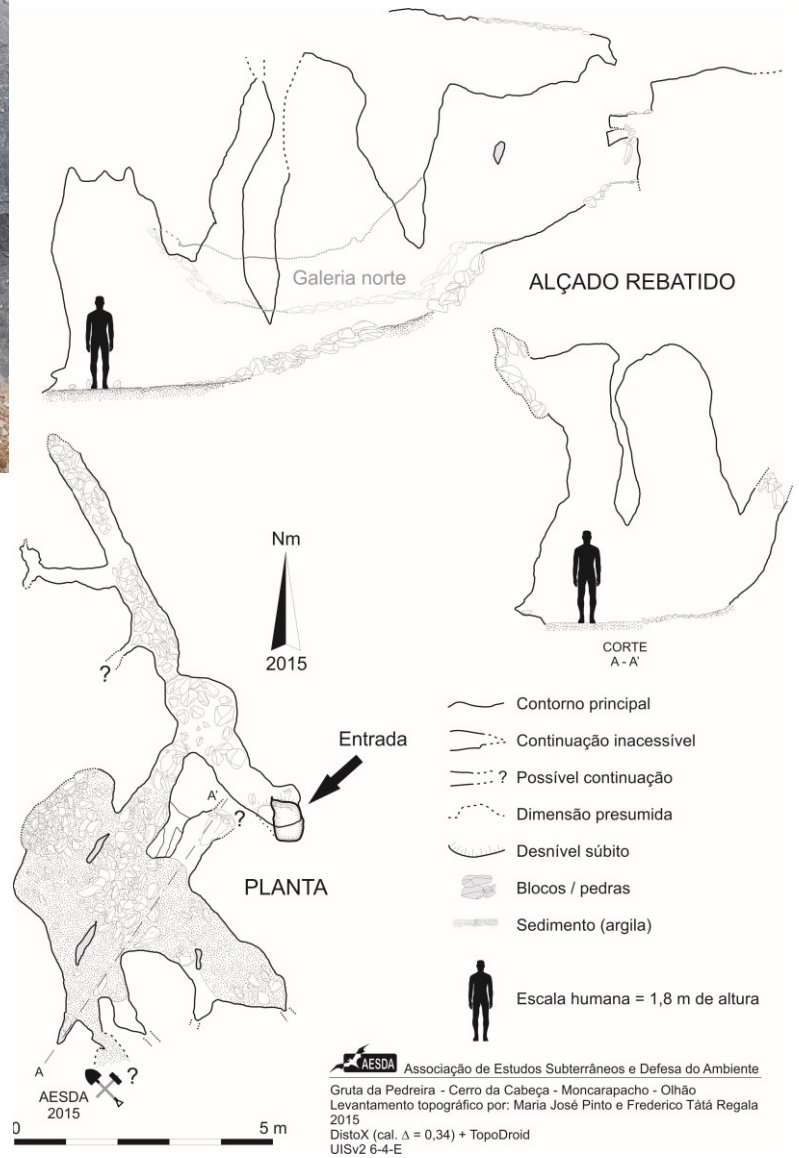 Galeria norte
ALÇADO REBATIDO
Nm
2015
CORTE
A - A'
Entrada
?
A'
?
PLANTA
A
?
AESDA
2015
0 5 m
Contorno principal
Continuação inacessível
? Possível continuação
Dimensão presumida
Desnível súbito
Blocos / pedras
Sedimento (argila)
Escala humana = 1,8 m de altura
AESDA Associação de Estudos Subterrâneos e Defesa do Ambiente
Gruta da Pedreira - Cerro da Cabeça - Moncarapacho - Olhão
Levantamento topográfico por: Maria José Pinto e Frederico Tátá Regala
2015
DistoX (cal. Δ = 0,34) + TopoDroid
UISv2 6-4-E